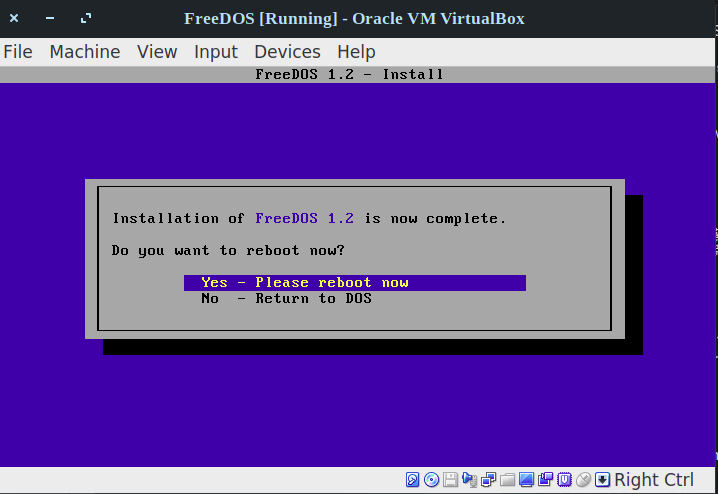 FreeDOS [Running] - Oracle VM VirtualBox
File Machine View Input Devices Help
FreeDOS 1.2 - Install
Installation of FreeDOS 1.2 is now complete.
Do you want to reboot now?
Yes - Please reboot now
No - Return to DOS
Right Ctrl